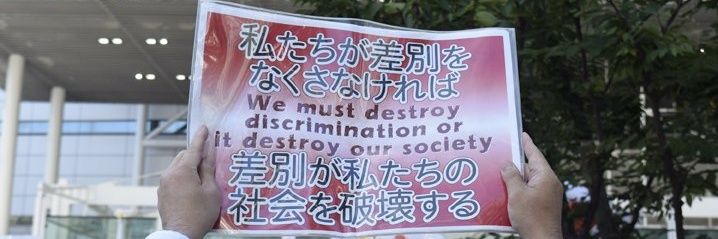 私たちが差別を
なくさなければ
We must destroy
discrimination or
it destroy our society
差別が私たちの
社会を破壊する